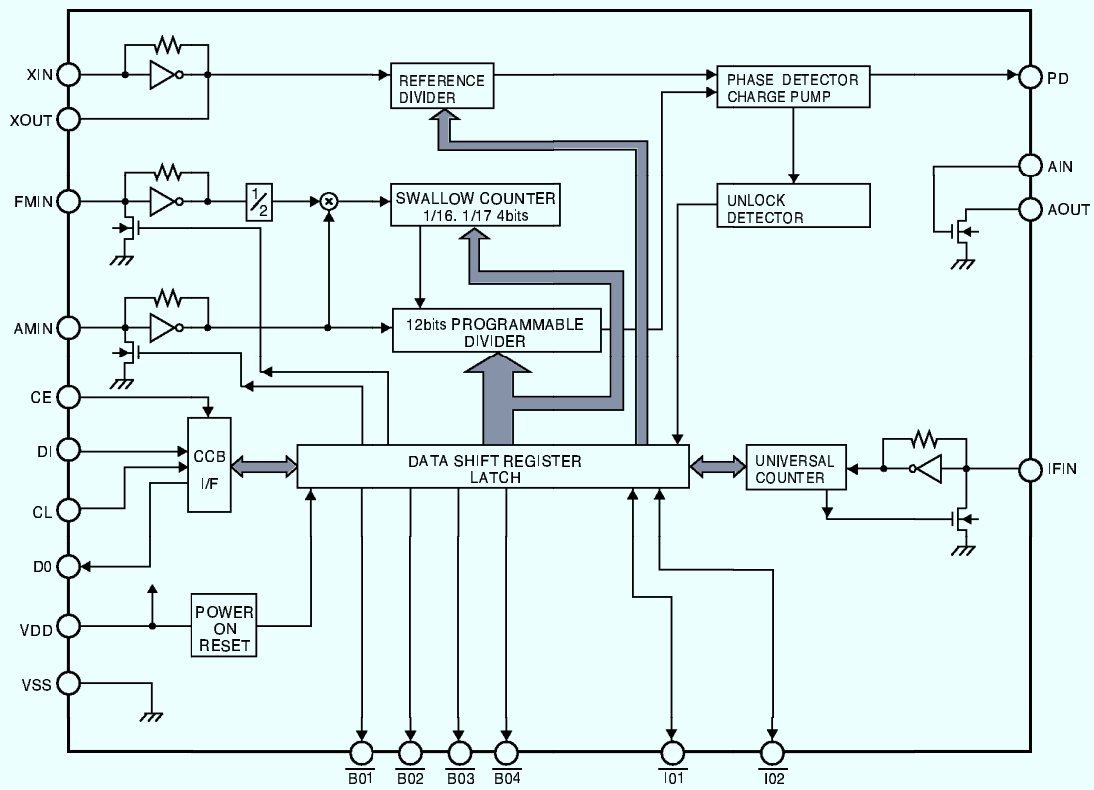 XIN
XOUT
FMIN
AMIN
CE
DI
CL
D0
VDD
VSS
REFERENCE
DIVIDER
PHASE DETECTOR
CHARGE PUMP
PD
AIN
AOUT
1/2
SWALLOW COUNTER
1/16. 1/17 4bits
UNLOCK
DETECTOR
12bits PROGRAMMABLE
DIVIDER
CCB
I/F
DATA SHIFT REGISTER
LATCH
UNIVERSAL
COUNTER
IFIN
POWER
ON
RESET
B01
B02
B03
B04
I01
I02